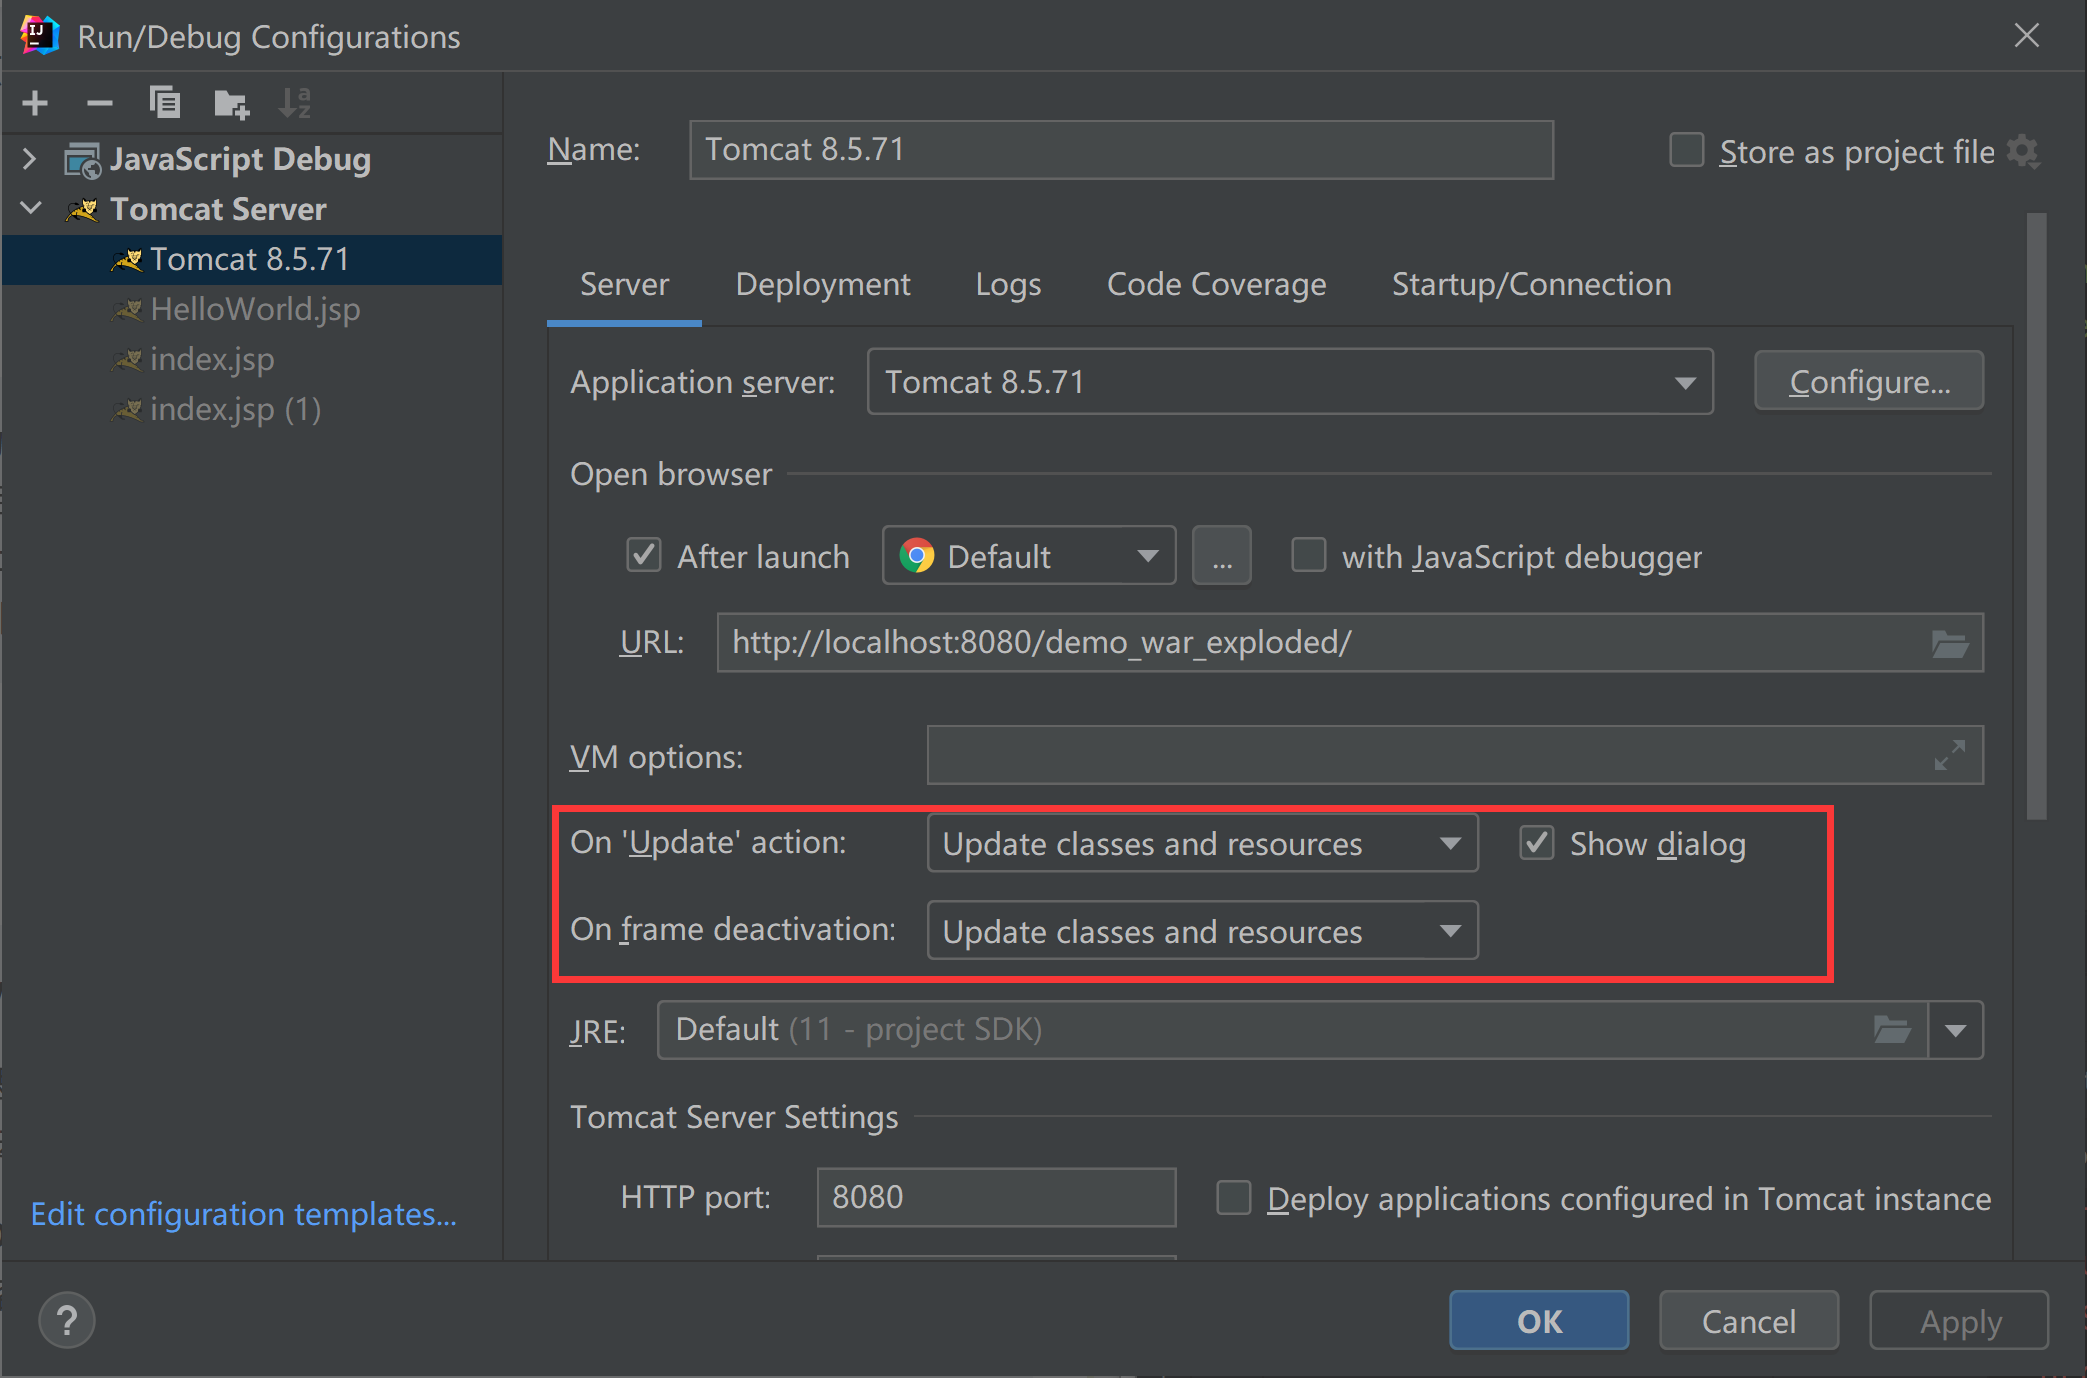 Run/Debug Configurations
JavaScript Debug
Tomcat Server
Tomcat 8.5.71
HelloWorld.jsp
index.jsp
index.jsp (1)
Edit configuration templates...
Name: Tomcat 8.5.71 Store as project file
Server Deployment Logs Code Coverage Startup/Connection
Application server: Tomcat 8.5.71 Configure...
Open browser
After launch Default ... with JavaScript debugger
URL: http://localhost:8080/demo_war_exploded/
VM options:
On 'Update' action: Update classes and resources Show dialog
On frame deactivation: Update classes and resources
JRE: Default (11 - project SDK)
Tomcat Server Settings
HTTP port: 8080 Deploy applications configured in Tomcat instance
? OK Cancel Apply